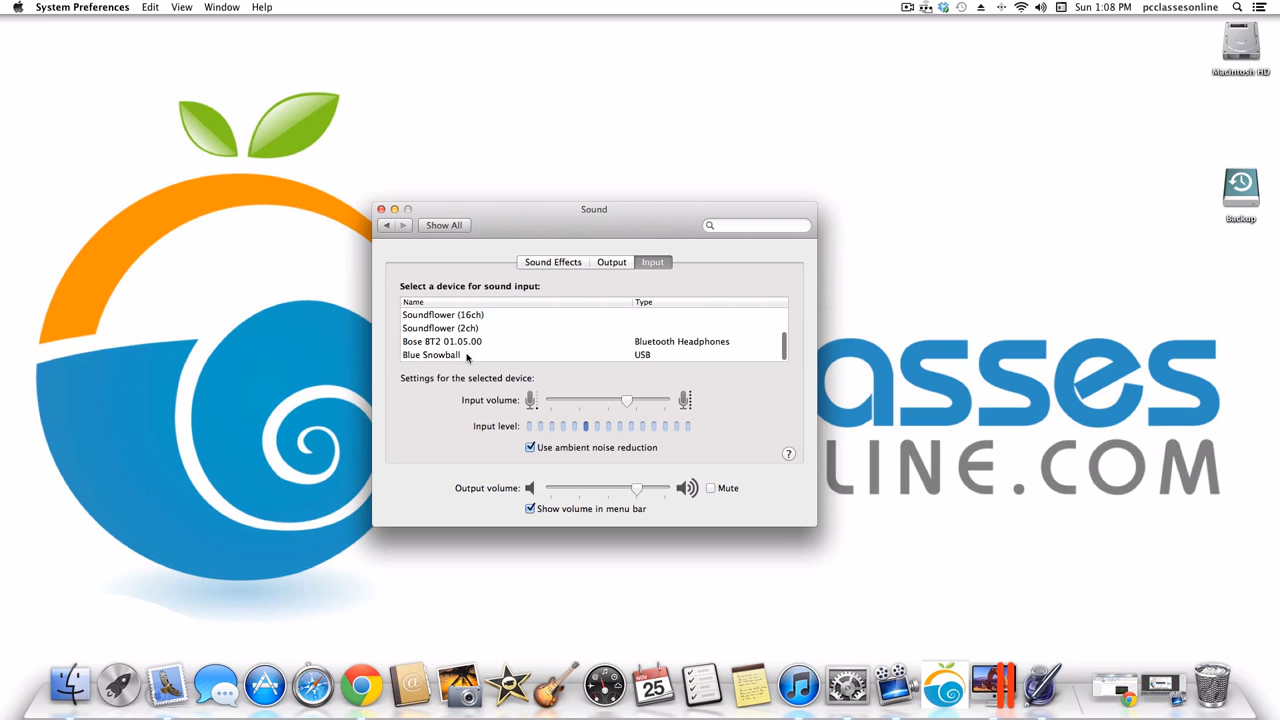 System Preferences Edit View Window Help Sun 1:08 PM pcclassesonline
Macintosh HD
Backup
Sound
Show All
Sound Effects Output Input
Select a device for sound input:
Name Type
Soundflower (16ch)
Soundflower (2ch)
Bose BT2 01.05.00 Bluetooth Headphones
Blue Snowball USB
Settings for the selected device:
Input volume:
Input level:
Use ambient noise reduction
?
Output volume: Mute
Show volume in menu bar
asses
LINE.COM
NOV
25